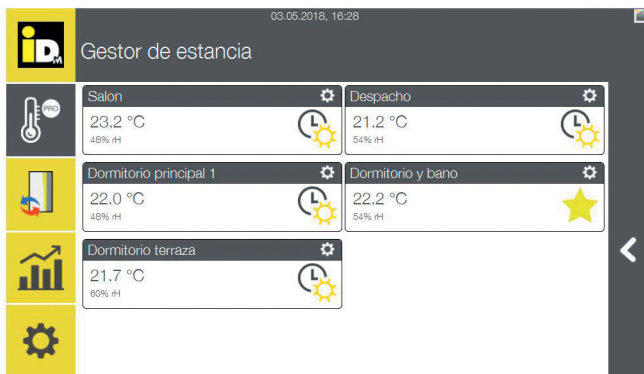 03.05.2018, 16:28
iDM
Gestor de estancia
PRO
Salon
23.2 °C
48% rH
Despacho
21.2 °C
54% rH
Dormitorio principal 1
22.0 °C
48% rH
Dormitorio y bano
22.2 °C
54% rH
Dormitorio terraza
21.7 °C
60% rH